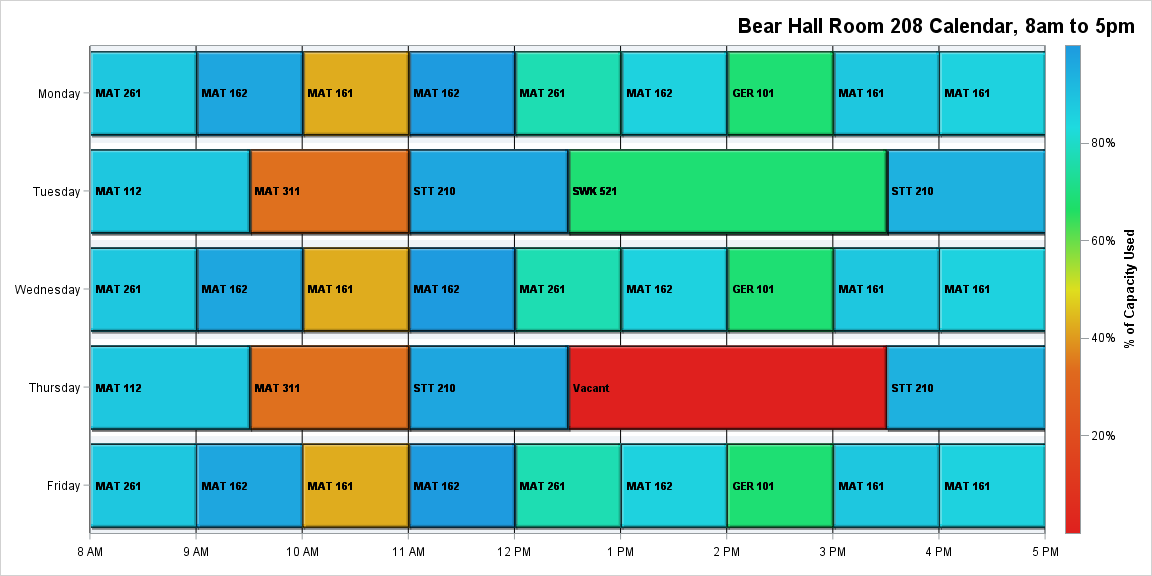 Bear Hall Room 208 Calendar, 8am to 5pm
Monday
MAT 261 MAT 162 MAT 161 MAT 162 MAT 261 MAT 162 GER 101 MAT 161 MAT 161
Tuesday
MAT 112 MAT 311 STT 210 SWK 521 STT 210
Wednesday
MAT 261 MAT 162 MAT 161 MAT 162 MAT 261 MAT 162 GER 101 MAT 161 MAT 161
Thursday
MAT 112 MAT 311 STT 210 Vacant STT 210
Friday
MAT 261 MAT 162 MAT 161 MAT 162 MAT 261 MAT 162 GER 101 MAT 161 MAT 161
8 AM 9 AM 10 AM 11 AM 12 PM 1 PM 2 PM 3 PM 4 PM 5 PM
80%
60%
40%
20%
% of Capacity Used